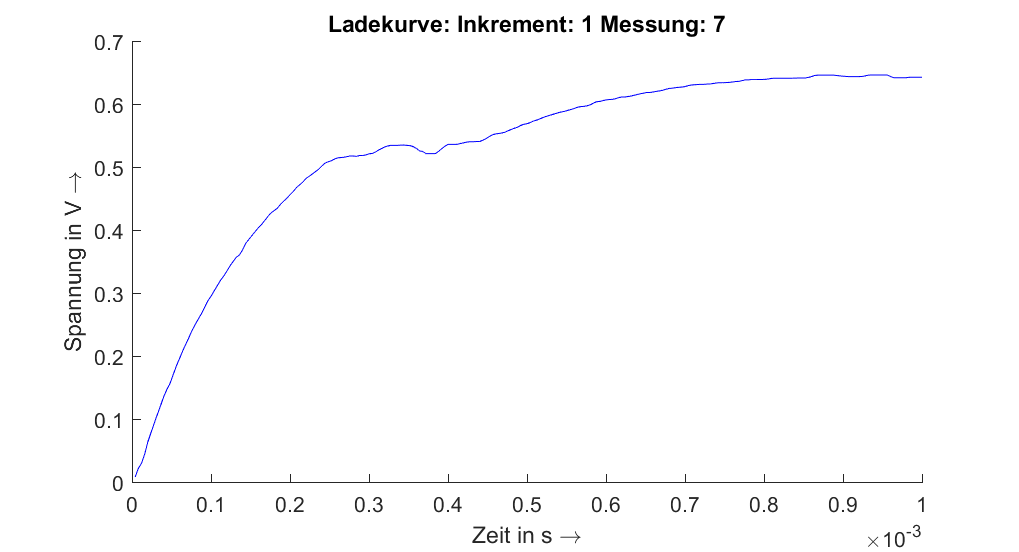 Ladekurve: Inkrement: 1 Messung: 7
0.7
0.6
0.5
0.4
0.3
0.2
0.1
0
Spannung in V →
0 0.1 0.2 0.3 0.4 0.5 0.6 0.7 0.8 0.9 1
Zeit in s →
×10⁻³